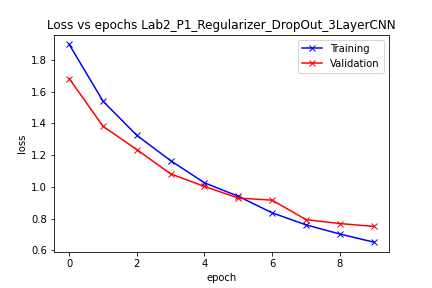 Loss vs epochs Lab2_P1_Regularizer_DropOut_3LayerCNN
Training
Validation
1.8
1.6
1.4
1.2
1.0
0.8
0.6
loss
0 2 4 6 8
epoch